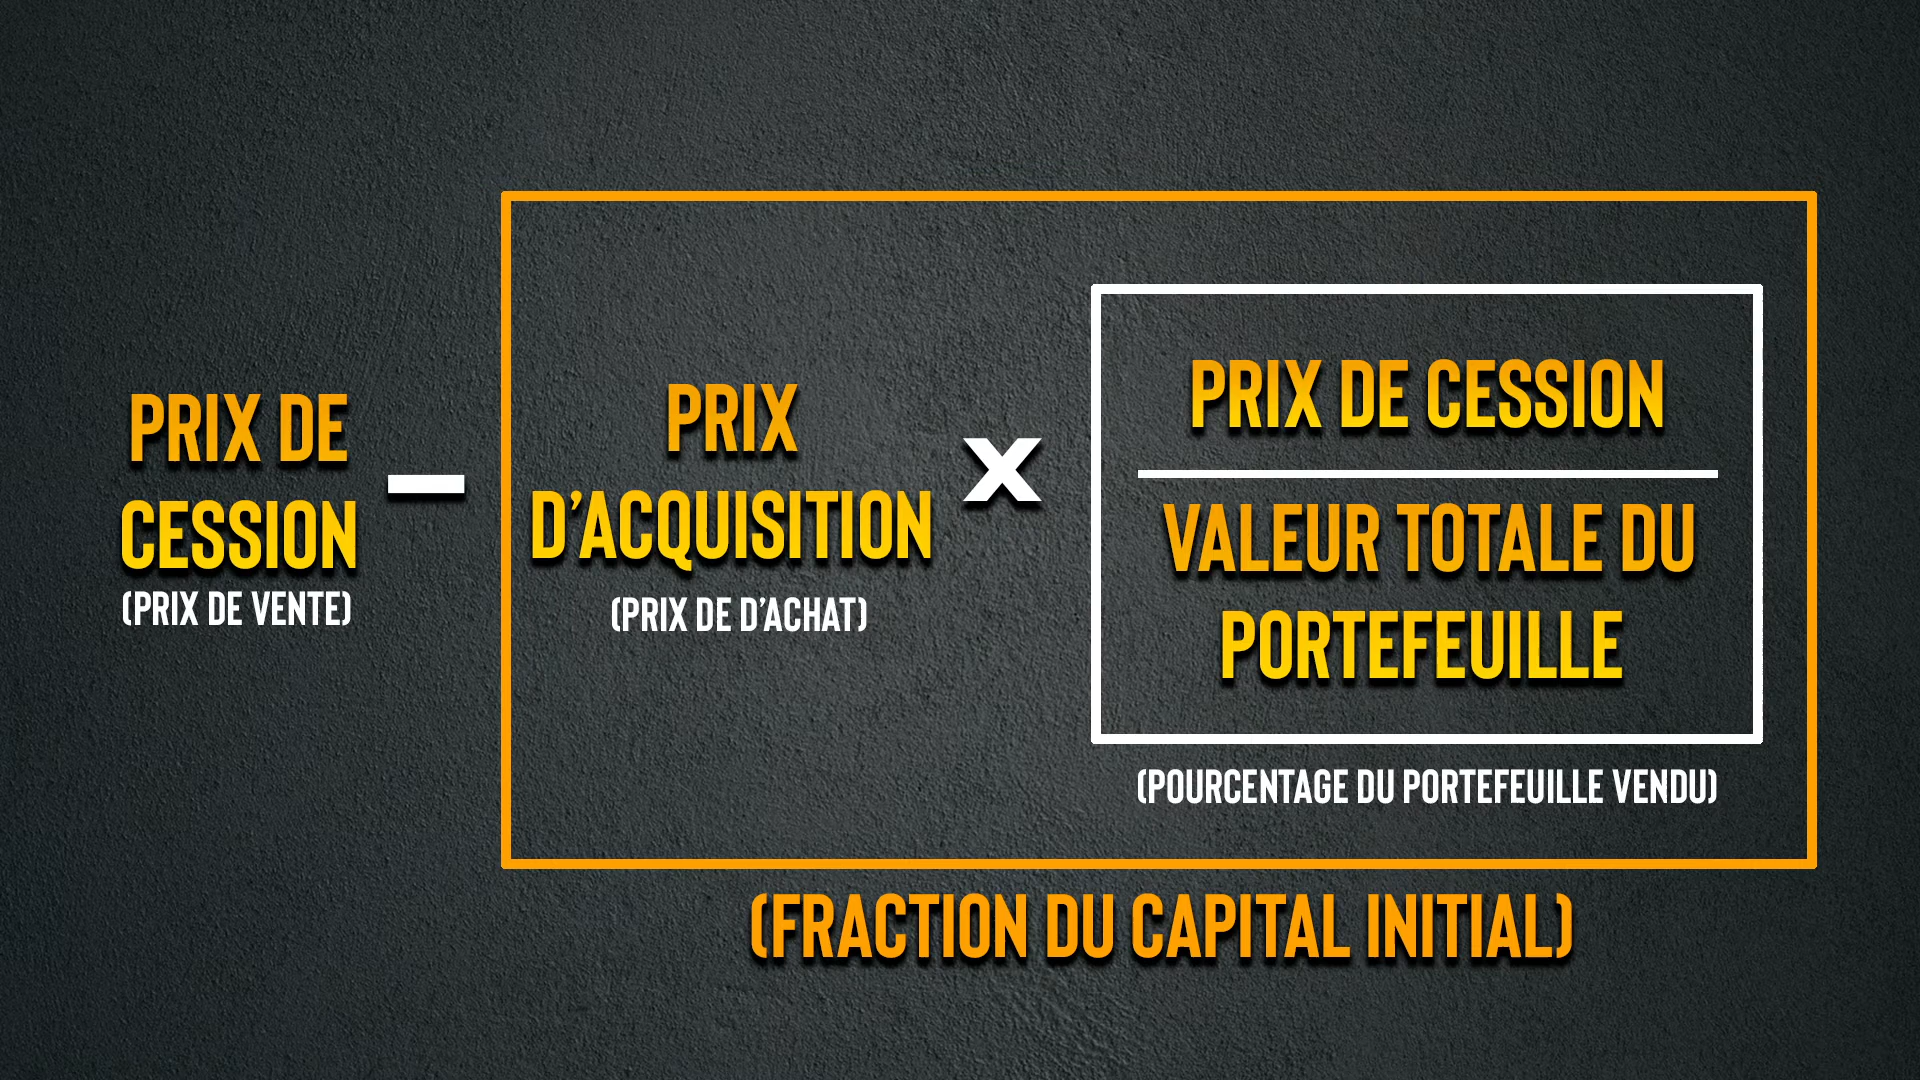 PRIX DE
CESSION
(PRIX DE VENTE)
–
PRIX
D'ACQUISITION
(PRIX DE D'ACHAT)
X
PRIX DE CESSION
VALEUR TOTALE DU
PORTEFEUILLE
(POURCENTAGE DU PORTEFEUILLE VENDU)
(FRACTION DU CAPITAL INITIAL)